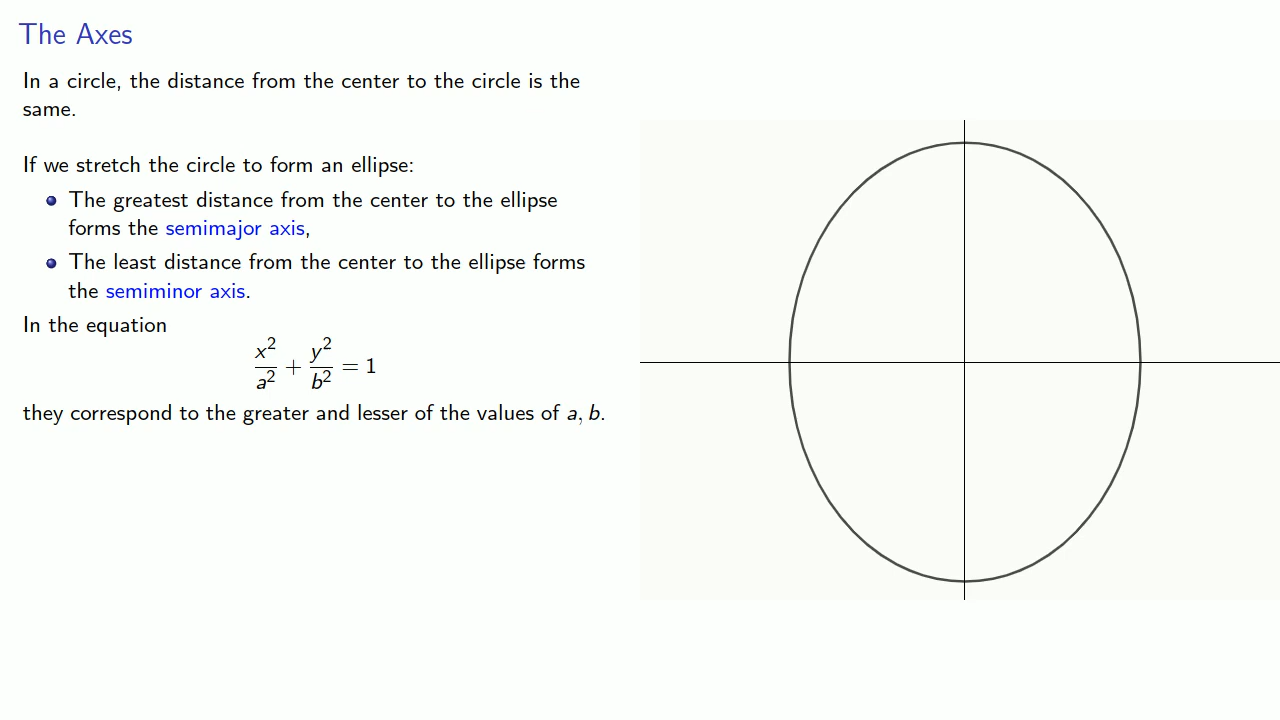 The Axes
In a circle, the distance from the center to the circle is the
same.
If we stretch the circle to form an ellipse:
The greatest distance from the center to the ellipse
forms the semimajor axis,
The least distance from the center to the ellipse forms
the semiminor axis.
In the equation
x²/a² + y²/b² = 1
they correspond to the greater and lesser of the values of a, b.